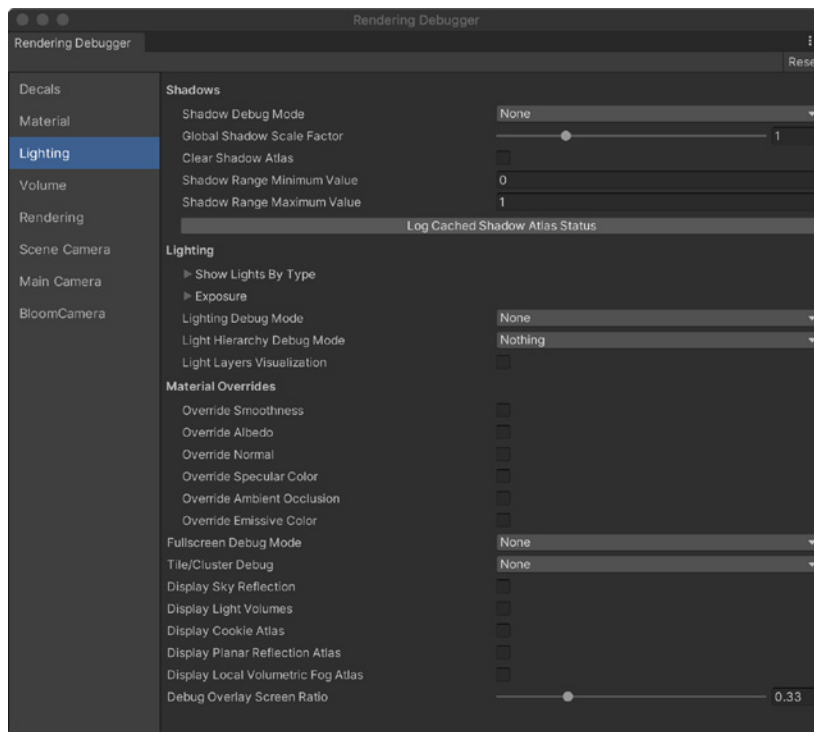 Rendering Debugger
Rendering Debugger
Decals
Material
Lighting
Volume
Rendering
Scene Camera
Main Camera
BloomCamera
Shadows
Shadow Debug Mode None
Global Shadow Scale Factor 1
Clear Shadow Atlas
Shadow Range Minimum Value 0
Shadow Range Maximum Value 1
Log Cached Shadow Atlas Status
Lighting
Show Lights By Type
Exposure
Lighting Debug Mode None
Light Hierarchy Debug Mode Nothing
Light Layers Visualization
Material Overrides
Override Smoothness
Override Albedo
Override Normal
Override Specular Color
Override Ambient Occlusion
Override Emissive Color
Fullscreen Debug Mode None
Tile/Cluster Debug None
Display Sky Reflection
Display Light Volumes
Display Cookie Atlas
Display Planar Reflection Atlas
Display Local Volumetric Fog Atlas
Debug Overlay Screen Ratio 0.33